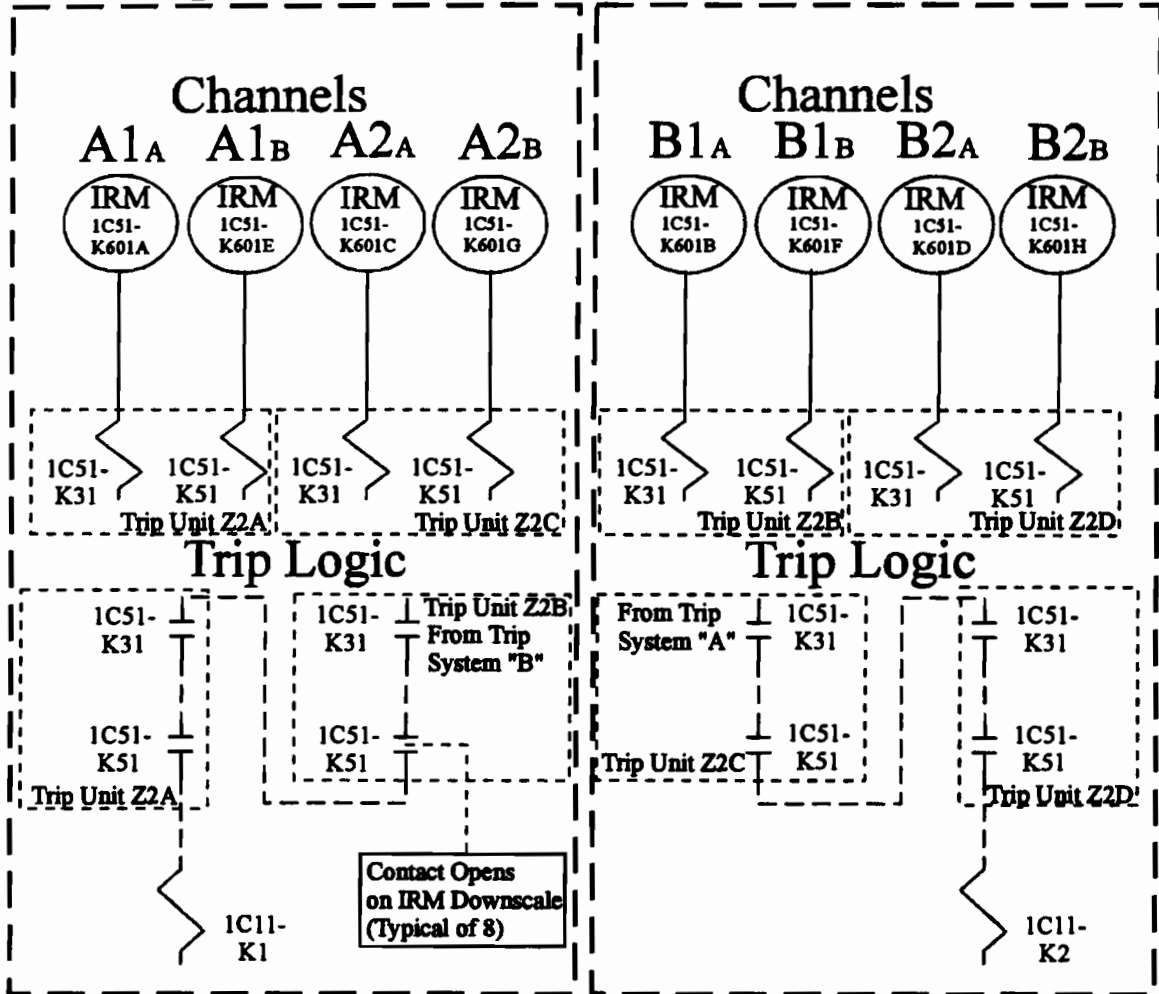 Channels
A1A A1B A2A A2B
IRM
1C51-
K601A
IRM
1C51-
K601E
IRM
1C51-
K601C
IRM
1C51-
K601G
1C51-
K31
1C51-
K51
Trip Unit Z2A
1C51-
K31
1C51-
K51
Trip Unit Z2C
Trip Logic
1C51-
K31
1C51-
K51
Trip Unit Z2A
1C51-
K31
1C51-
K51
Trip Unit Z2B
From Trip
System "B"
Contact Opens
on IRM Downscale
(Typical of 8)
1C11-
K1
Channels
B1A B1B B2A B2B
IRM
1C51-
K601B
IRM
1C51-
K601F
IRM
1C51-
K601D
IRM
1C51-
K601H
1C51-
K31
1C51-
K51
Trip Unit Z2B
1C51-
K31
1C51-
K51
Trip Unit Z2D
Trip Logic
From Trip
System "A"
1C51-
K31
1C51-
K51
Trip Unit Z2C
1C51-
K31
1C51-
K51
Trip Unit Z2D
1C11-
K2